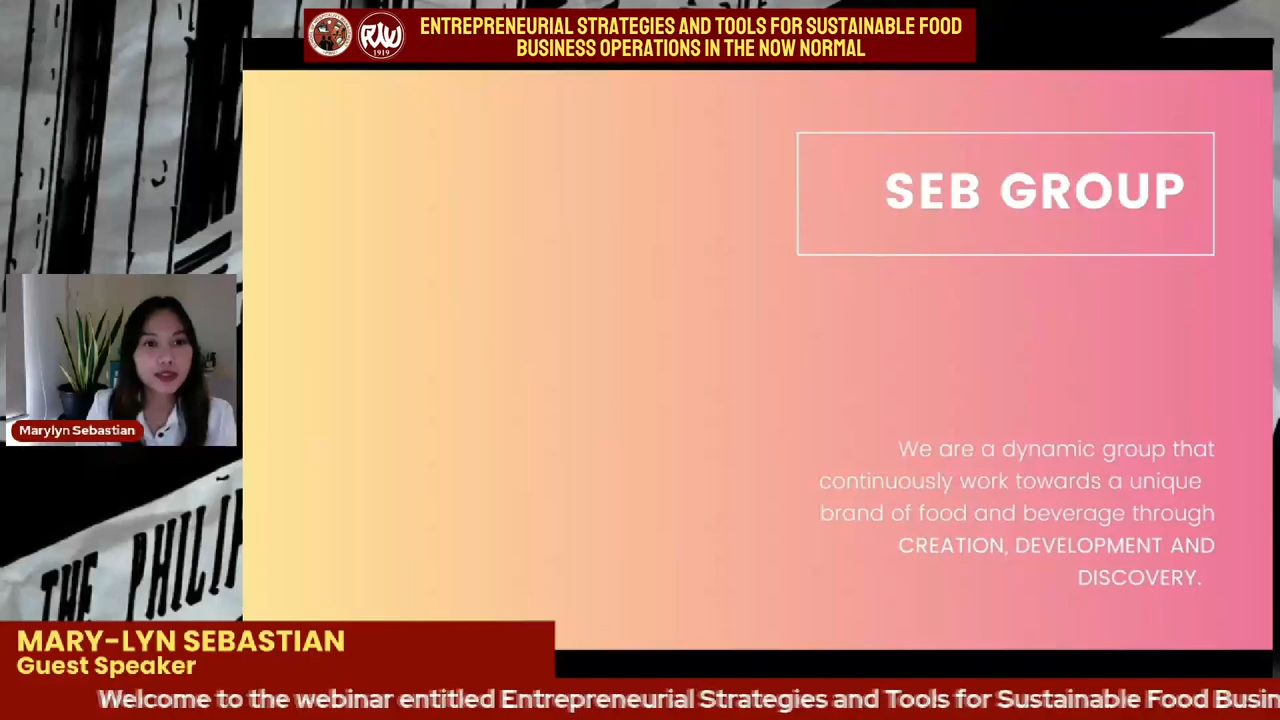 ENTREPRENEURIAL STRATEGIES AND TOOLS FOR SUSTAINABLE FOOD
BUSINESS OPERATIONS IN THE NOW NORMAL
1919
SEB GROUP
We are a dynamic group that
continuously work towards a unique
brand of food and beverage through
CREATION, DEVELOPMENT AND
DISCOVERY.
Marylyn Sebastian
THE PHILIP
MARY-LYN SEBASTIAN
Guest Speaker
Welcome to the webinar entitled Entrepreneurial Strategies and Tools for Sustainable Food Busin